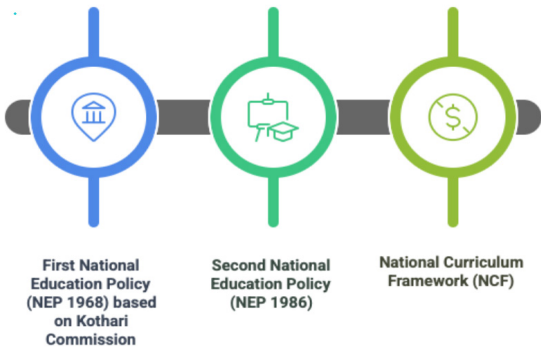 First National
Education Policy
(NEP 1968) based
on Kothari
Commission
Second National
Education Policy
(NEP 1986)
National Curriculum
Framework (NCF)